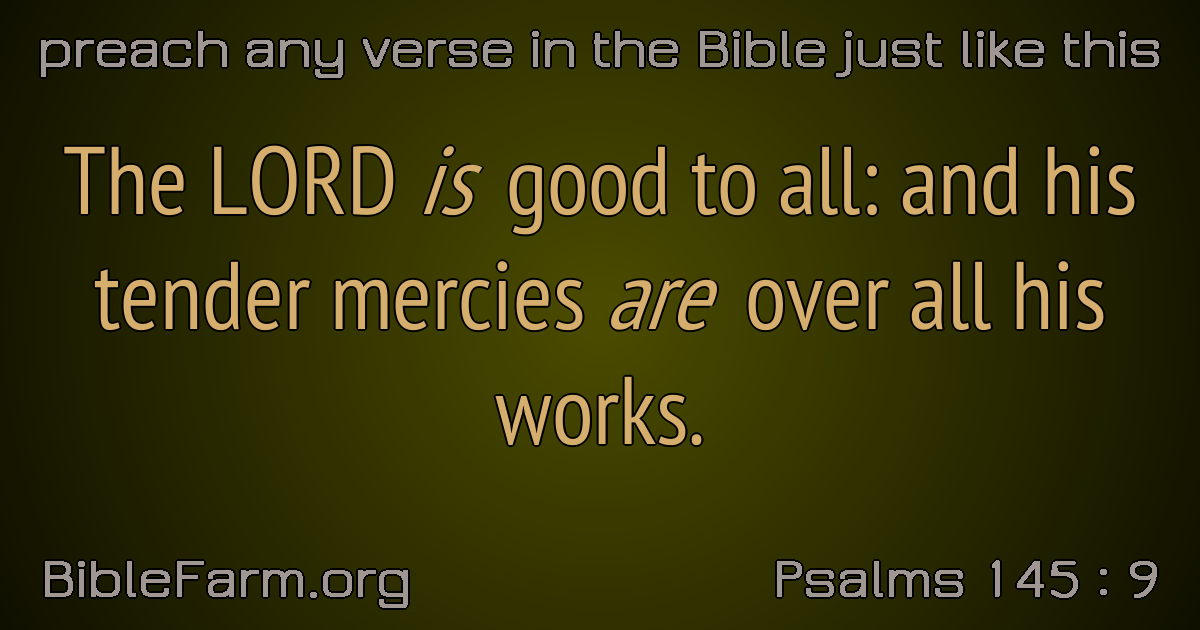 preach any verse in the Bible just like this
The LORD is good to all: and his
tender mercies are over all his
works.
BibleFarm.org
Psalms 145 : 9